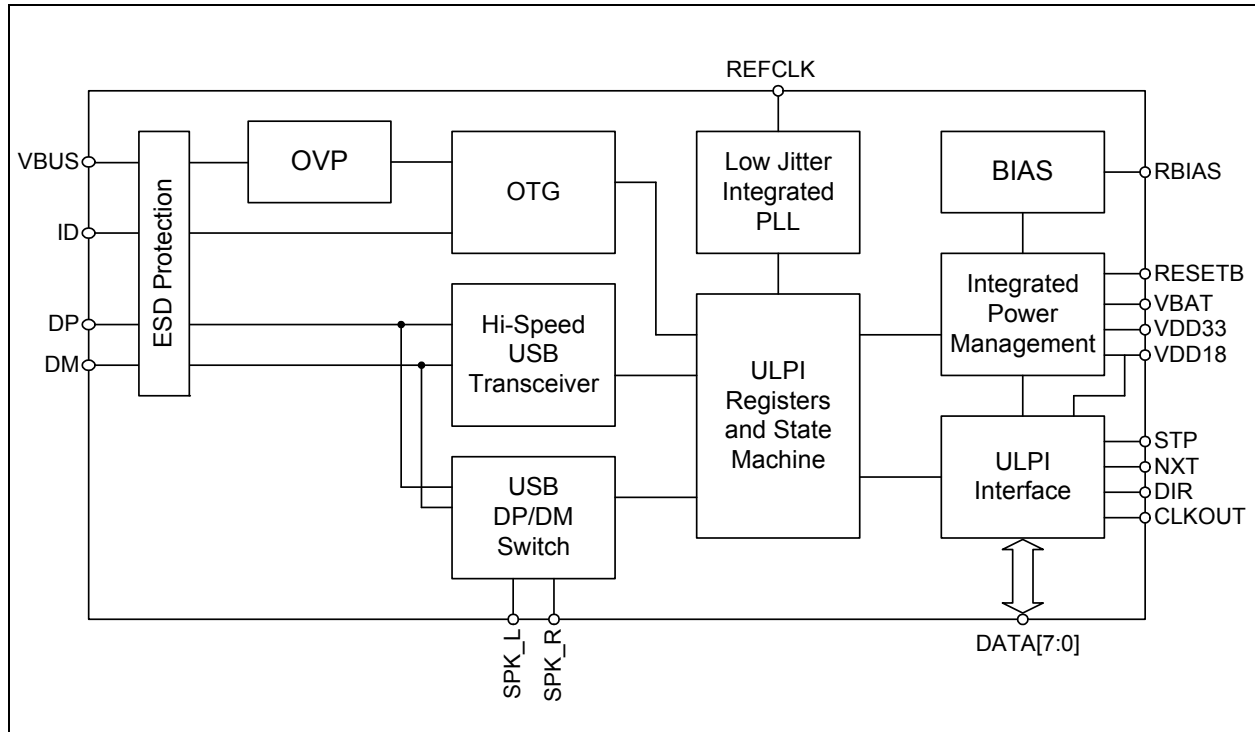 REFCLK
VBUS
ID
DP
DM
ESD Protection
OVP
OTG
Low Jitter
Integrated
PLL
BIAS
RBIAS
Hi-Speed
USB
Transceiver
ULPI
Registers
and State
Machine
Integrated
Power
Management
RESETB
VBAT
VDD33
VDD18
USB
DP/DM
Switch
ULPI
Interface
STP
NXT
DIR
CLKOUT
SPK_L
SPK_R
DATA[7:0]